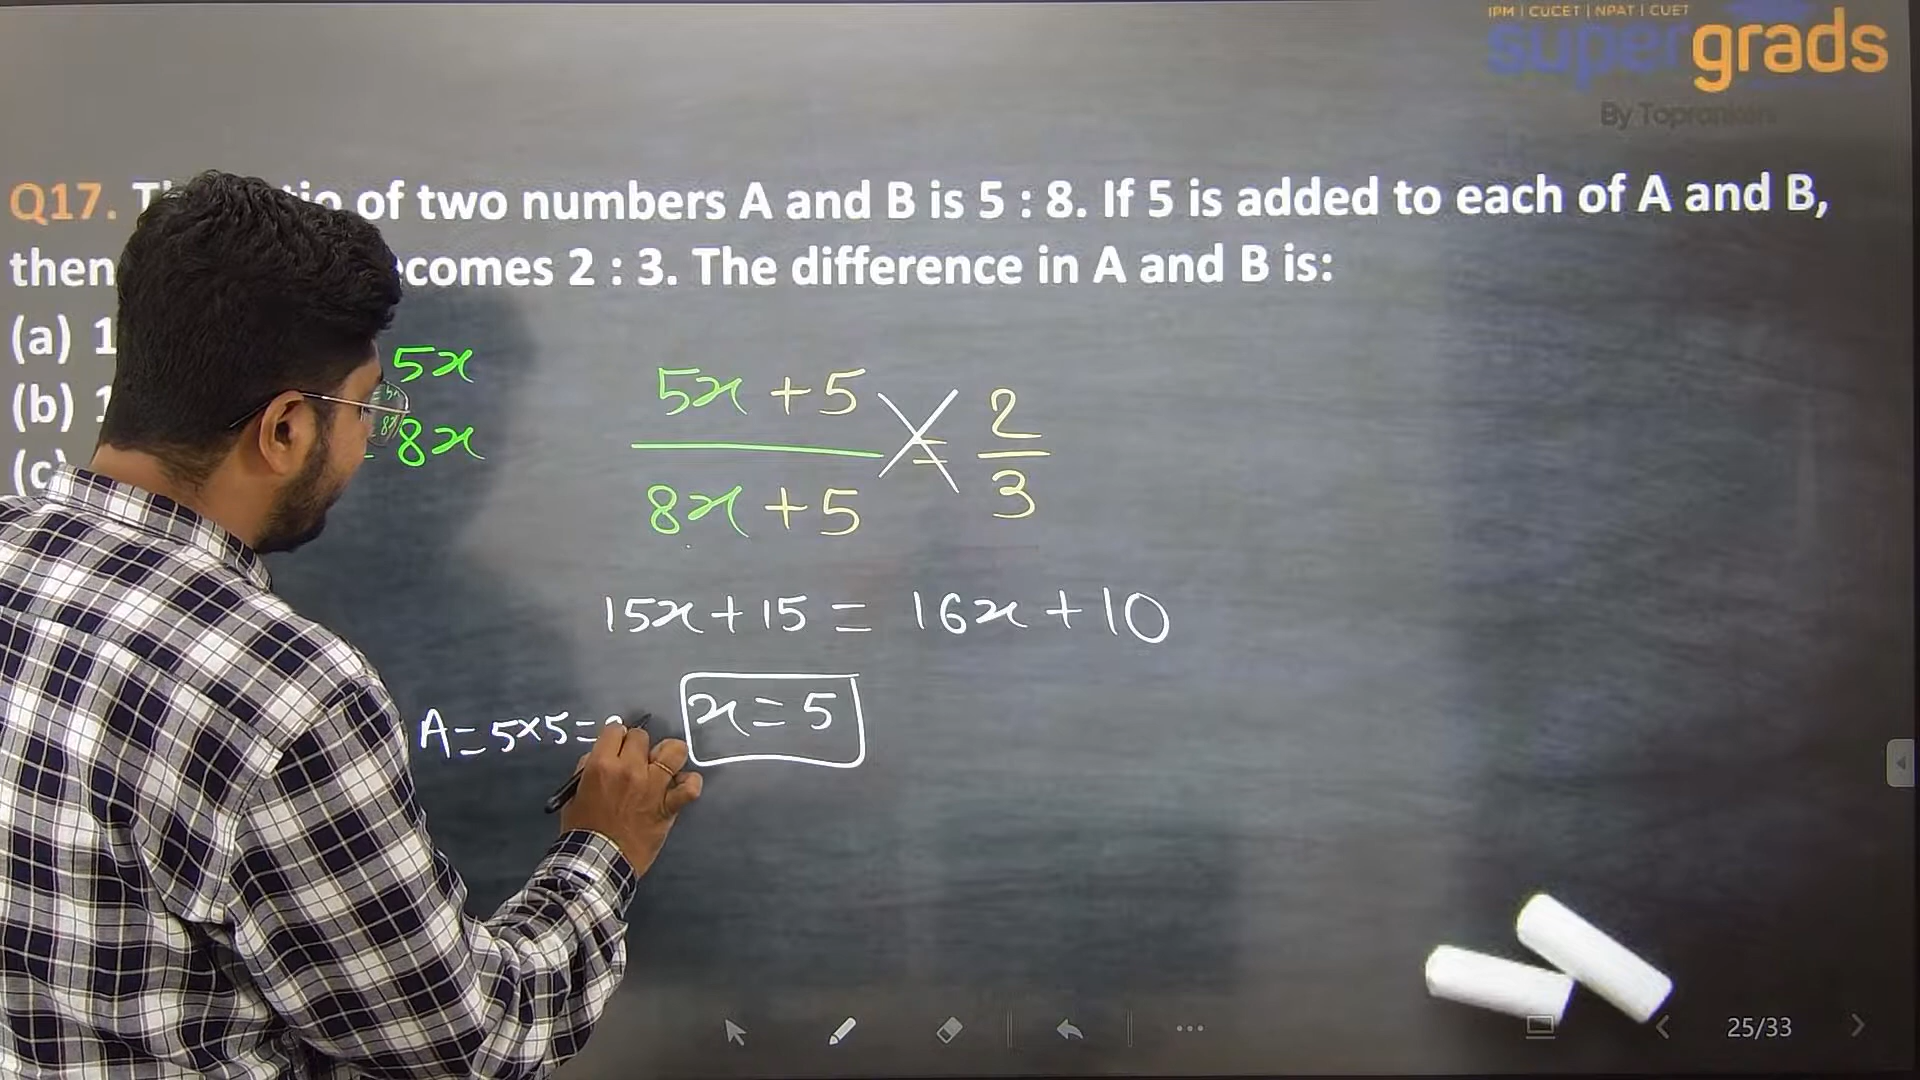 IPM | CUCET | NPAT | CUET
supergrads
By Toprankers
Q17. of two numbers A and B is 5 : 8. If 5 is added to each of A and B,
then 2 : 3. The difference in A and B is:
(a) 1
(b) 1
(c)
5x
8x
5x + 5 / 8x + 5 = 2 / 3
15x + 15 = 16x + 10
x = 5
A = 5 × 5 =
25/33